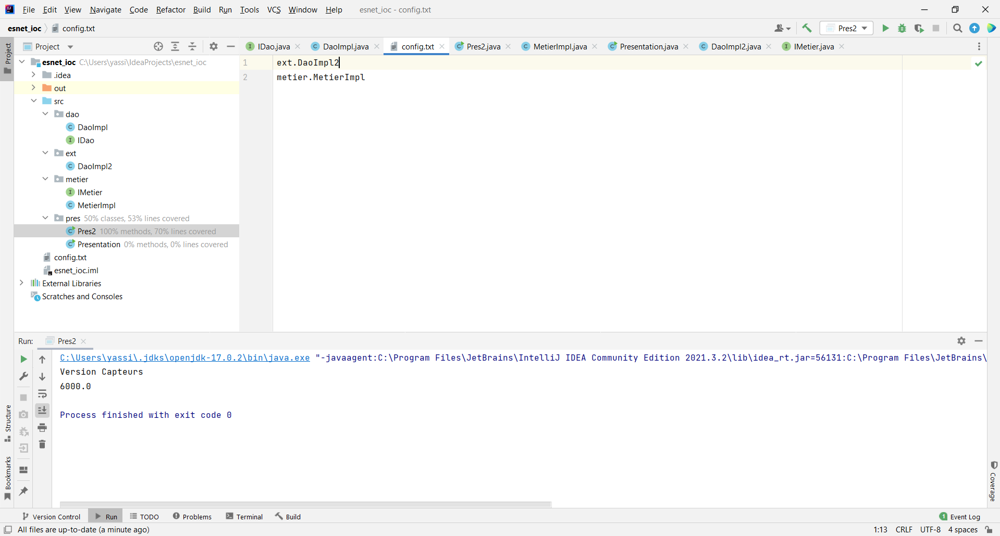 File Edit View Navigate Code Refactor Build Run Tools VCS Window Help esnet_ioc - config.txt
esnet_ioc config.txt Pres2
Project IDao.java DaoImpl.java config.txt Pres2.java MetierImpl.java Presentation.java DaoImpl2.java IMetier.java
Project
esnet_ioc C:\Users\yassi\IdeaProjects\esnet_ioc
.idea
out
src
dao
DaoImpl
IDao
ext
DaoImpl2
metier
IMetier
MetierImpl
pres 50% classes, 53% lines covered
Pres2 100% methods, 70% lines covered
Presentation 0% methods, 0% lines covered
config.txt
esnet_ioc.iml
External Libraries
Scratches and Consoles
1 ext.DaoImpl2
2 metier.MetierImpl
Run: Pres2
C:\Users\yassi\.jdks\openjdk-17.0.2\bin\java.exe "-javaagent:C:\Program Files\JetBrains\IntelliJ IDEA Community Edition 2021.3.2\lib\idea_rt.jar=56131:C:\Program Files\JetBrains\
Version Capteurs
6000.0
Process finished with exit code 0
Structure
Bookmarks
Coverage
Version Control Run TODO Problems Terminal Build 1 Event Log
All files are up-to-date (a minute ago) 1:13 CRLF UTF-8 4 spaces